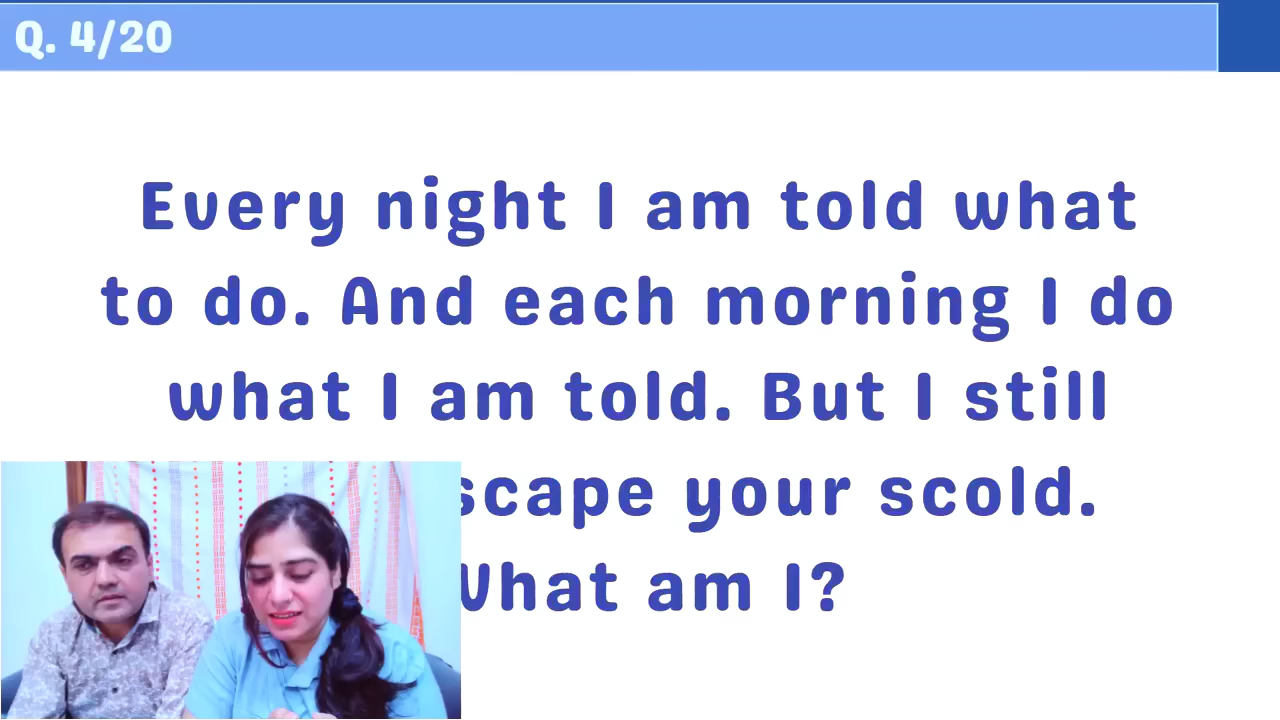 Q. 4/20
Every night I am told what
to do. And each morning I do
what I am told. But I still
scape your scold.
What am I?